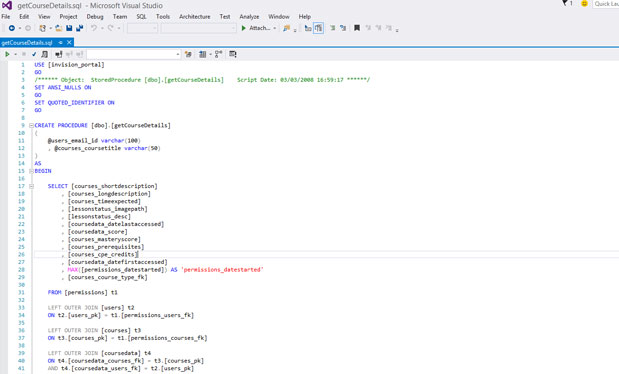 getCourseDetails.sql - Microsoft Visual Studio
1
Quick Lau
File Edit View Project Debug Team SQL Tools Architecture Test Analyze Window Help
Attach...
getCourseDetails.sql
1 USE [invision_portal]
2 GO
3 /****** Object: StoredProcedure [dbo].[getCourseDetails] Script Date: 03/03/2008 16:59:17 ******/
4 SET ANSI_NULLS ON
5 GO
6 SET QUOTED_IDENTIFIER ON
7 GO
8
9 CREATE PROCEDURE [dbo].[getCourseDetails]
10 (
11 @users_email_id varchar(100)
12 , @courses_coursetitle varchar(50)
13 )
14 AS
15 BEGIN
16
17 SELECT [courses_shortdescription]
18 , [courses_longdescription]
19 , [courses_timeexpected]
20 , [lessonstatus_imagepath]
21 , [lessonstatus_desc]
22 , [coursedata_datelastaccessed]
23 , [coursedata_score]
24 , [courses_masteryscore]
25 , [courses_prerequisites]
26 , [courses_cpe_credits]
27 , [coursedata_datefirstaccessed]
28 , MAX([permissions_datestarted]) AS 'permissions_datestarted'
29 , [courses_course_type_fk]
30
31 FROM [permissions] t1
32
33 LEFT OUTER JOIN [users] t2
34 ON t2.[users_pk] = t1.[permissions_users_fk]
35
36 LEFT OUTER JOIN [courses] t3
37 ON t3.[courses_pk] = t1.[permissions_courses_fk]
38
39 LEFT OUTER JOIN [coursedata] t4
40 ON t4.[coursedata_courses_fk] = t3.[courses_pk]
41 AND t4.[coursedata_users_fk] = t2.[users_pk]